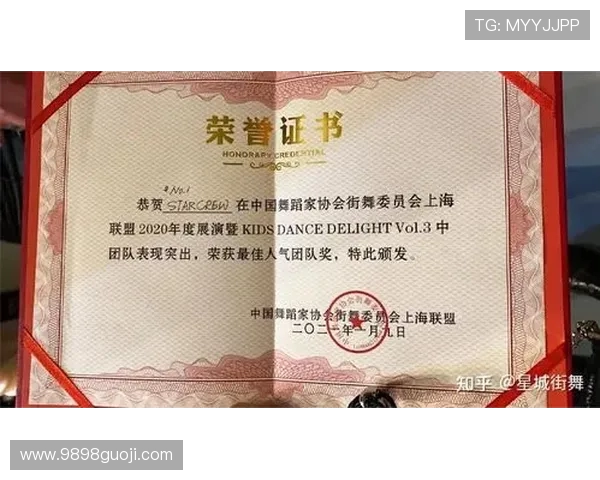 TG: MYYJJPP
荣誉证书
HONORARY CREDENTIAL
#No.1
恭贺 STARCREW 在中国舞蹈家协会街舞委员会上海
联盟2020年度展演暨KIDS DANCE DELIGHT Vol.3中
团队表现突出，荣获最佳人气团队奖，特此颁发。
中国舞蹈家协会街舞委员会上海联盟
二〇二一年一月九日
知乎 @星城街舞
www.9898guoji.com